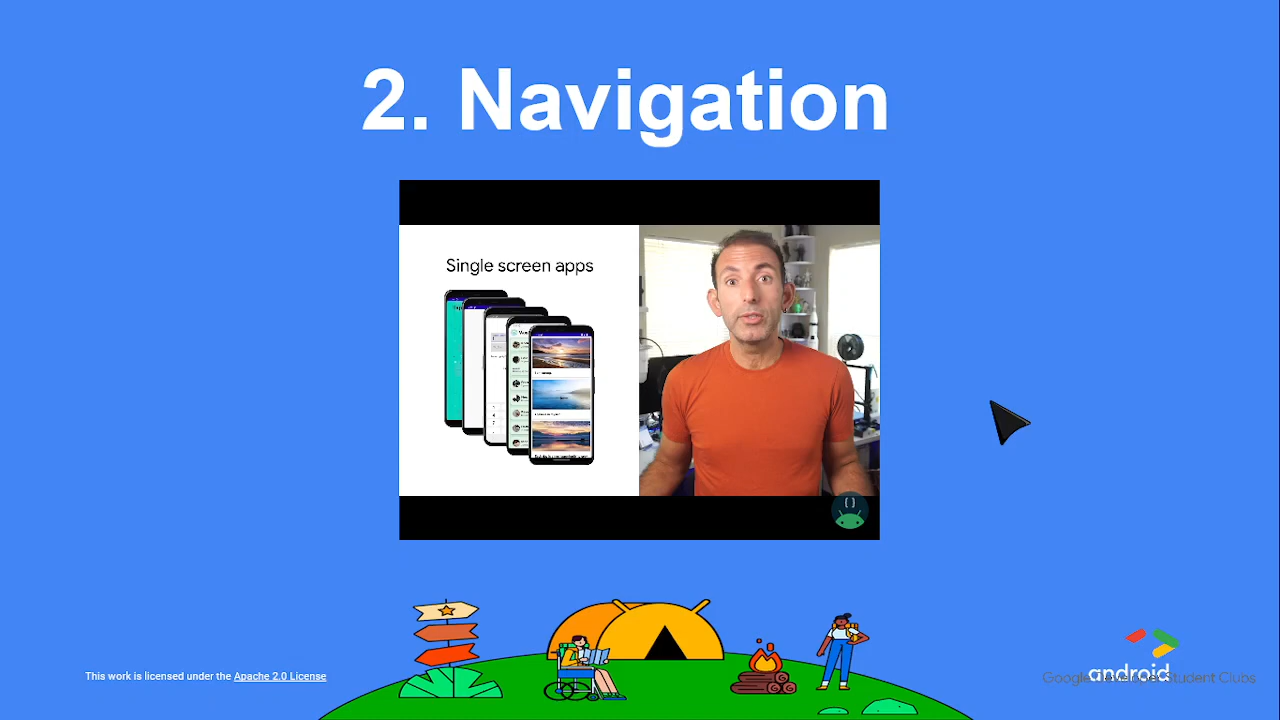 2. Navigation
Single screen apps
This work is licensed under the Apache 2.0 License
android
Google Developer Student Clubs